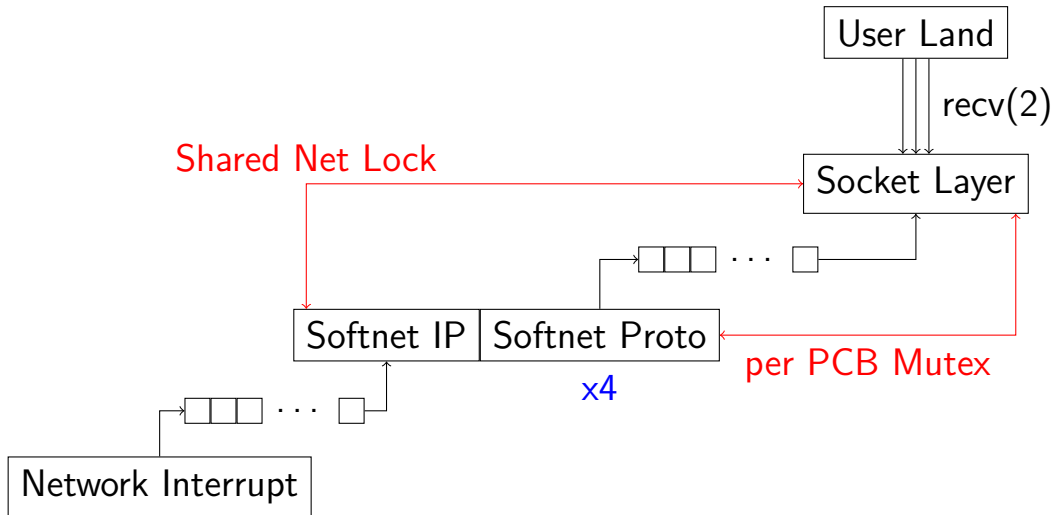 User Land
recv(2)
Shared Net Lock
Socket Layer
. . .
Softnet IP
Softnet Proto
per PCB Mutex
x4
. . .
Network Interrupt